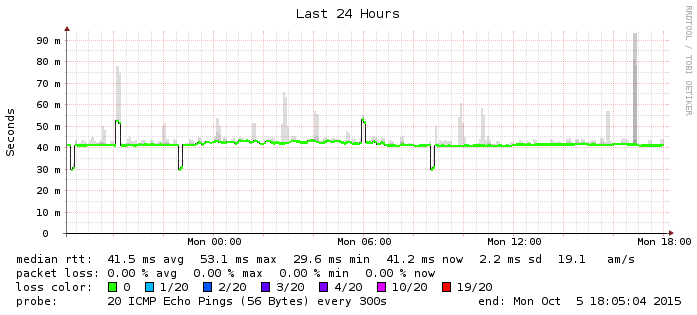 Last 24 Hours
RRDTOOL / TOBI OETIKER
Seconds
90 m
80 m
70 m
60 m
50 m
40 m
30 m
20 m
10 m
0
Mon 00:00 Mon 06:00 Mon 12:00 Mon 18:00
median rtt: 41.5 ms avg 53.1 ms max 29.6 ms min 41.2 ms now 2.2 ms sd 19.1 am/s
packet loss: 0.00 % avg 0.00 % max 0.00 % min 0.00 % now
loss color: 0 1/20 2/20 3/20 4/20 10/20 19/20
probe: 20 ICMP Echo Pings (56 Bytes) every 300s end: Mon Oct 5 18:05:04 2015